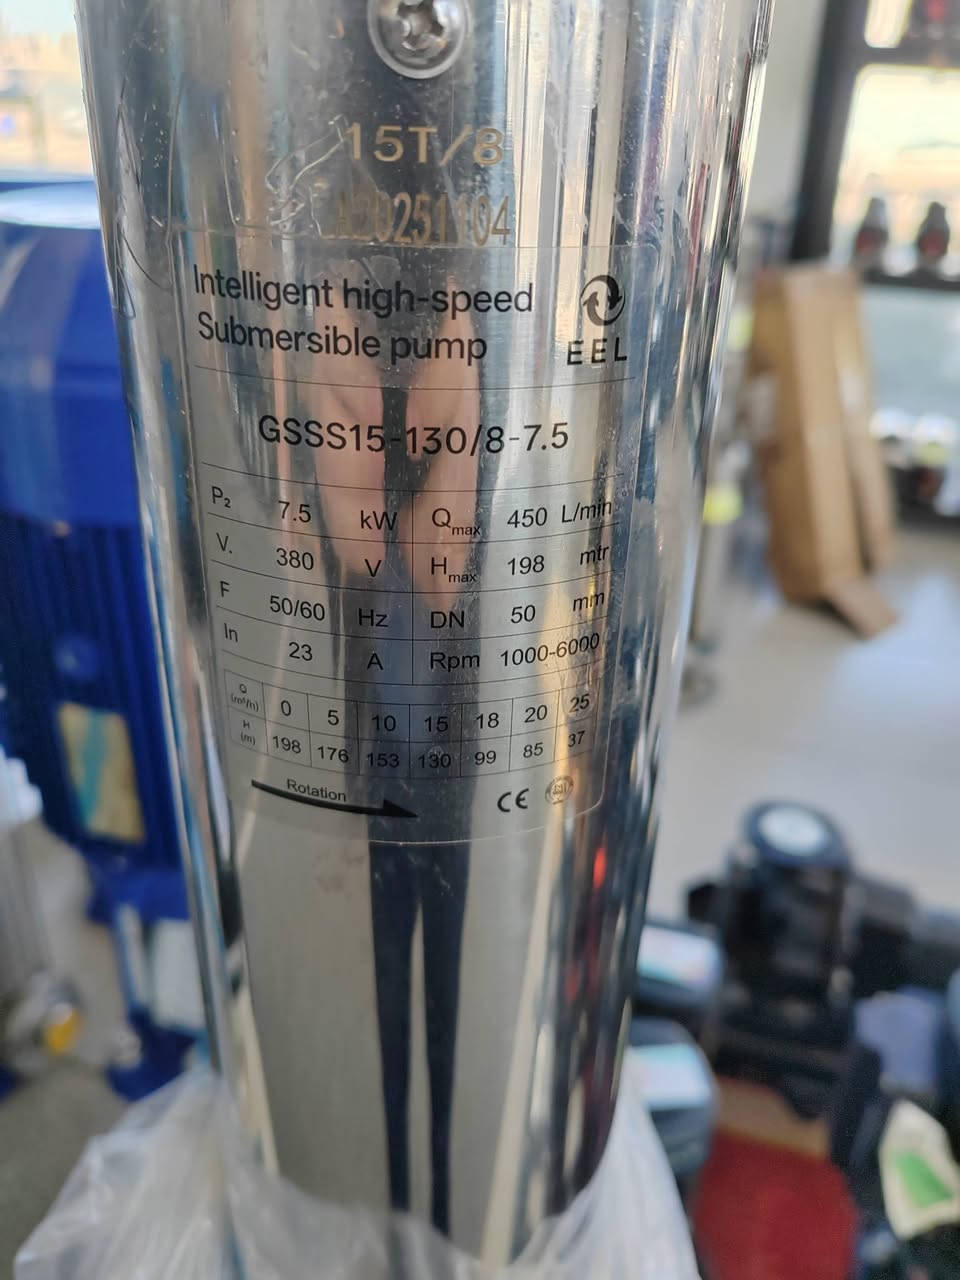 15T/8
A20251104
Intelligent high-speed
Submersible pump
EEL
GSSS15-130/8-7.5
P₂ 7.5 kW Qmax 450 L/min
V. 380 V Hmax 198 mtr
F 50/60 Hz DN 50 mm
In 23 A Rpm 1000-6000
Q (m³/h) 0 5 10 15 18 20 25
H (m) 198 176 153 130 99 85 37
Rotation
CE